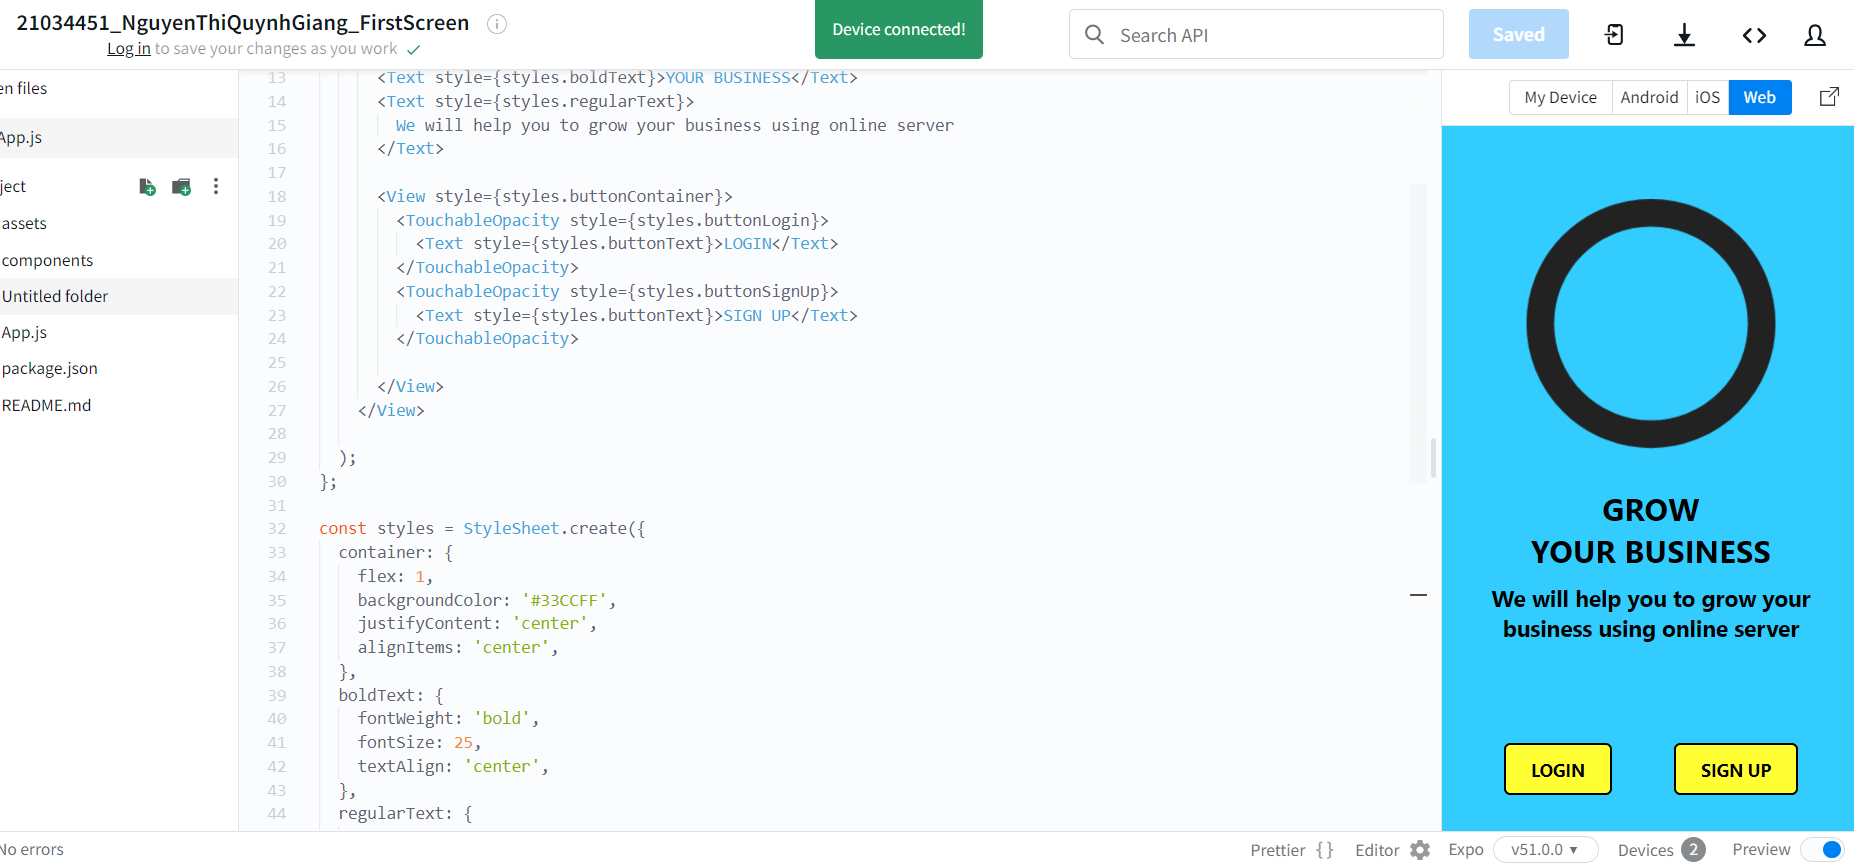 21034451_NguyenThiQuynhGiang_FirstScreen
Log in to save your changes as you work
Device connected!
Search API
Saved
en files
App.js
ject
assets
components
Untitled folder
App.js
package.json
README.md
13 <Text style={styles.boldText}>YOUR BUSINESS</Text>
14 <Text style={styles.regularText}>
15 We will help you to grow your business using online server
16 </Text>
17
18 <View style={styles.buttonContainer}>
19 <TouchableOpacity style={styles.buttonLogin}>
20 <Text style={styles.buttonText}>LOGIN</Text>
21 </TouchableOpacity>
22 <TouchableOpacity style={styles.buttonSignUp}>
23 <Text style={styles.buttonText}>SIGN UP</Text>
24 </TouchableOpacity>
25
26 </View>
27 </View>
28
29 );
30 };
31
32 const styles = StyleSheet.create({
33 container: {
34 flex: 1,
35 backgroundColor: '#33CCFF',
36 justifyContent: 'center',
37 alignItems: 'center',
38 },
39 boldText: {
40 fontWeight: 'bold',
41 fontSize: 25,
42 textAlign: 'center',
43 },
44 regularText: {
My Device Android iOS Web
GROW
YOUR BUSINESS
We will help you to grow your
business using online server
LOGIN SIGN UP
No errors
Prettier { } Editor Expo v51.0.0 Devices 2 Preview